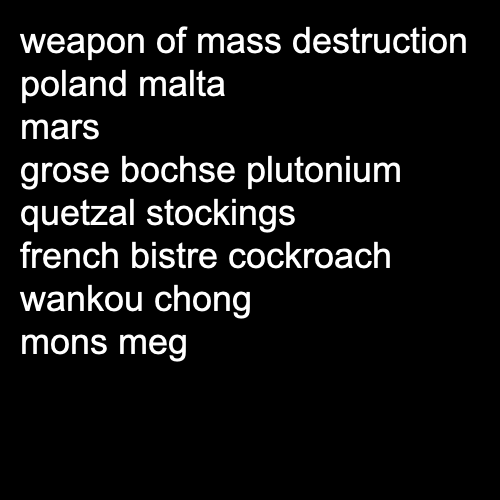 weapon of mass destruction
poland malta
mars
grose bochse plutonium
quetzal stockings
french bistre cockroach
wankou chong
mons meg